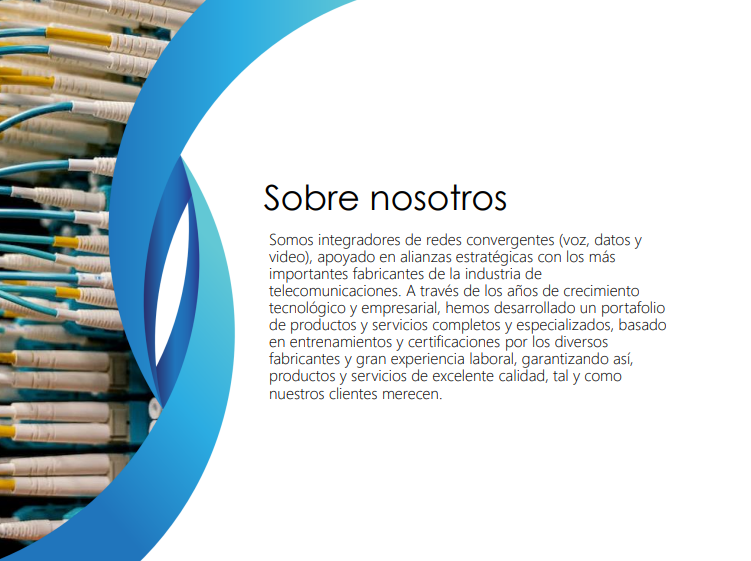 Sobre nosotros
Somos integradores de redes convergentes (voz, datos y
video), apoyado en alianzas estratégicas con los más
importantes fabricantes de la industria de
telecomunicaciones. A través de los años de crecimiento
tecnológico y empresarial, hemos desarrollado un portafolio
de productos y servicios completos y especializados, basado
en entrenamientos y certificaciones por los diversos
fabricantes y gran experiencia laboral, garantizando así,
productos y servicios de excelente calidad, tal y como
nuestros clientes merecen.